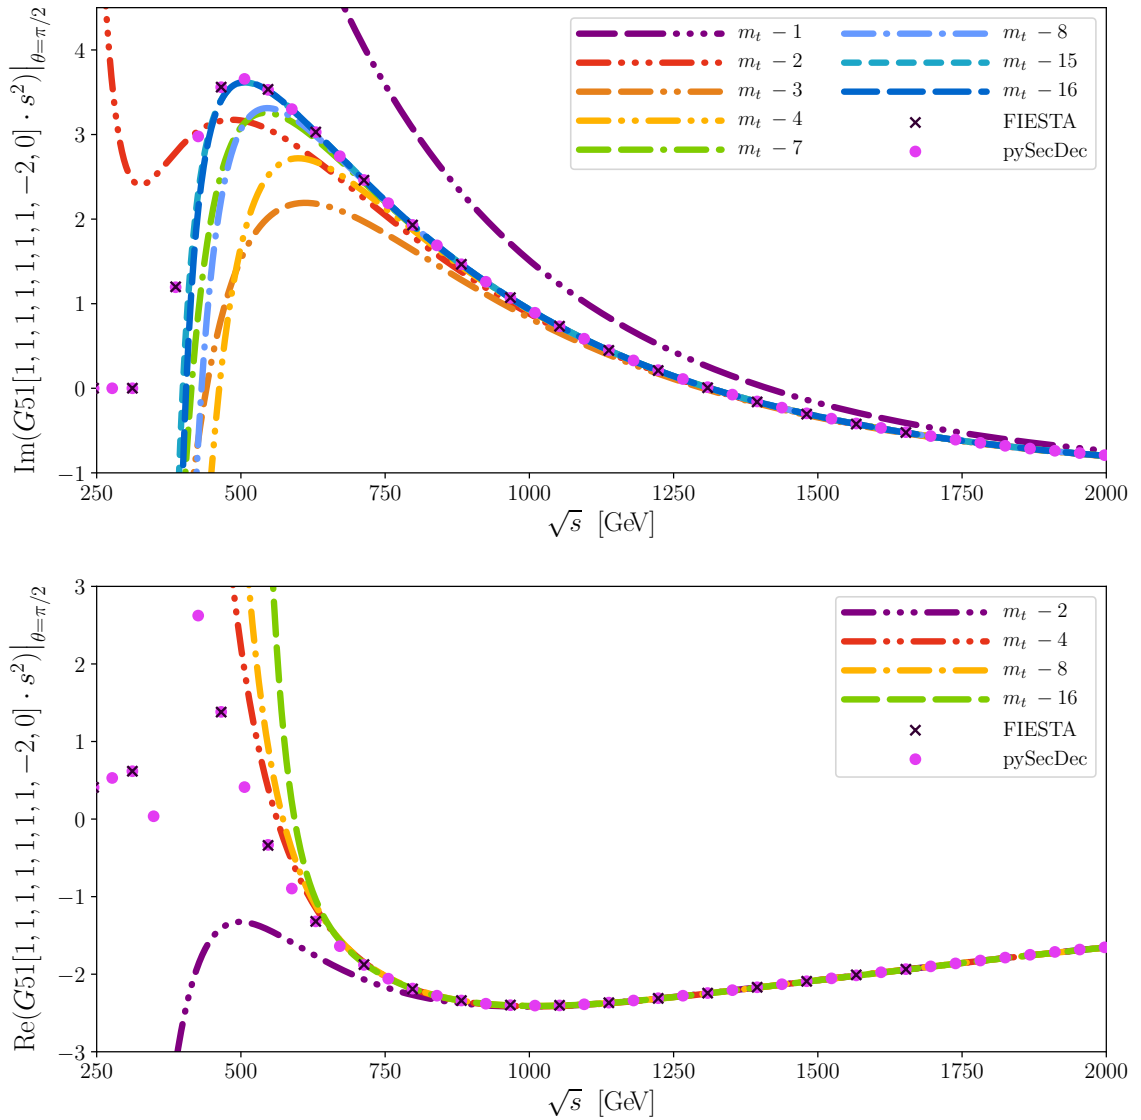 Im(G51[1, 1, 1, 1, 1, 1, 1, −2, 0] · s²)|θ=π/2
4
3
2
1
0
−1
250
500
750
1000
1250
1500
1750
2000
√s [GeV]
m_t − 1
m_t − 2
m_t − 3
m_t − 4
m_t − 7
m_t − 8
m_t − 15
m_t − 16
FIESTA
pySecDec
Re(G51[1, 1, 1, 1, 1, 1, 1, −2, 0] · s²)|θ=π/2
3
2
1
0
−1
−2
−3
250
500
750
1000
1250
1500
1750
2000
√s [GeV]
m_t − 2
m_t − 4
m_t − 8
m_t − 16
FIESTA
pySecDec